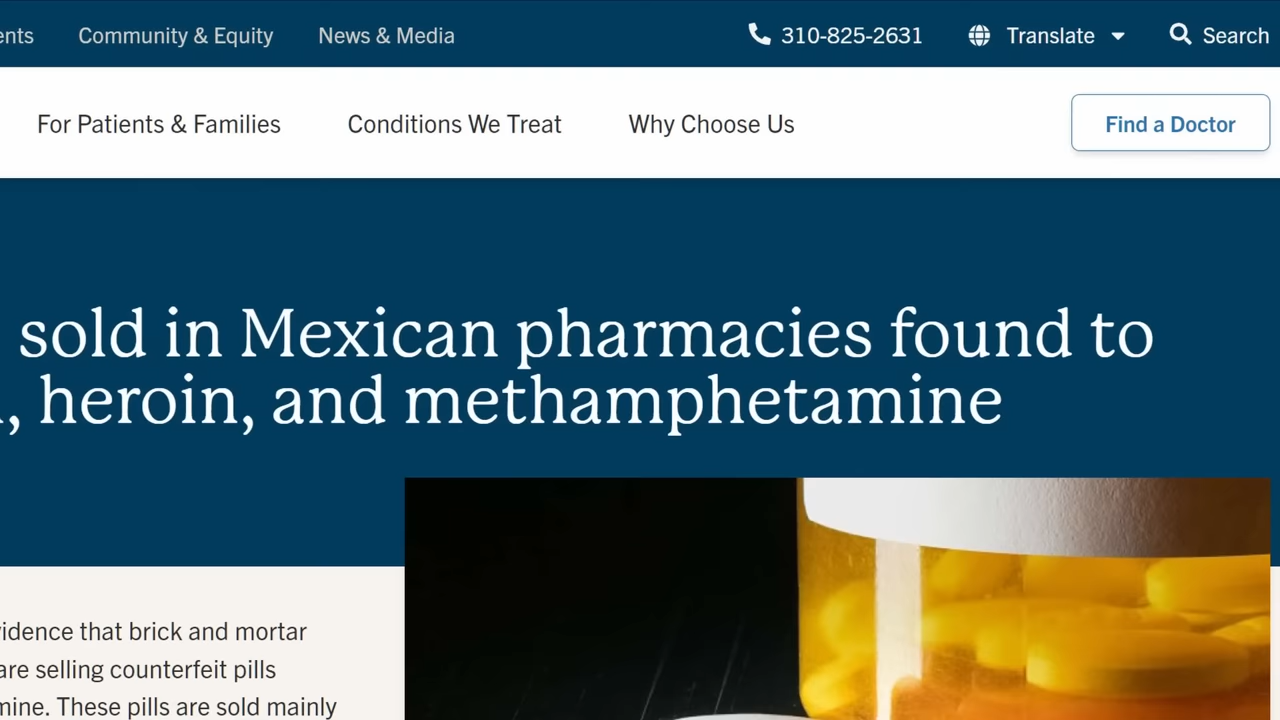 ents Community & Equity News & Media 310-825-2631 Translate Search
For Patients & Families Conditions We Treat Why Choose Us Find a Doctor
sold in Mexican pharmacies found to
, heroin, and methamphetamine
vidence that brick and mortar
are selling counterfeit pills
mine. These pills are sold mainly